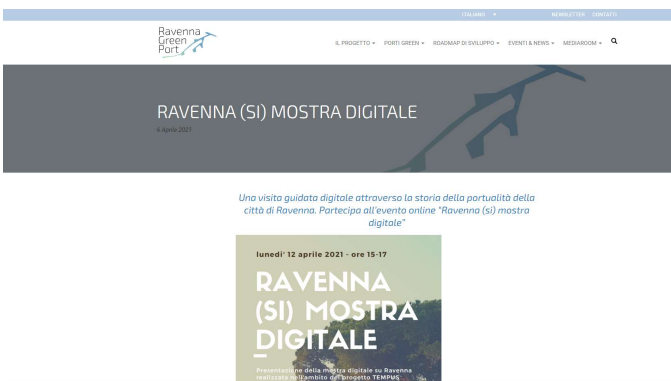 ITALIANO
NEWSLETTER CONTATTI
Ravenna
Green
Port
IL PROGETTO PORTI GREEN ROADMAP DI SVILUPPO EVENTI & NEWS MEDIAROOM
RAVENNA (SI) MOSTRA DIGITALE
6 Aprile 2021
Una visita guidata digitale attraverso la storia della portualità della
città di Ravenna. Partecipa all'evento online "Ravenna (si) mostra
digitale"
lunedi' 12 aprile 2021 - ore 15-17
RAVENNA
(SI) MOSTRA
DIGITALE
Presentazione della mostra digitale su Ravenna
realizzata nell'ambito del progetto TEMPUS